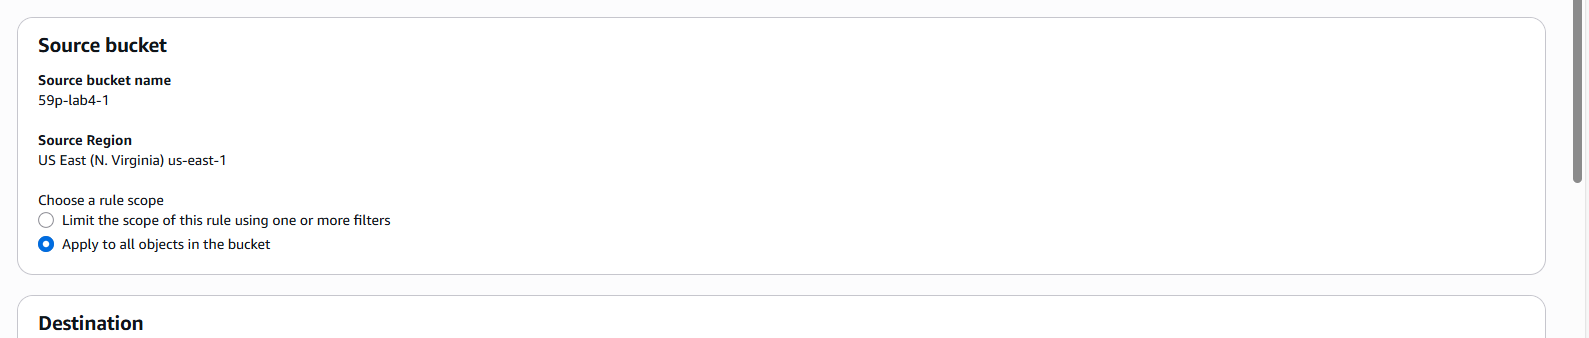 Source bucket
Source bucket name
59p-lab4-1
Source Region
US East (N. Virginia) us-east-1
Choose a rule scope
Limit the scope of this rule using one or more filters
Apply to all objects in the bucket
Destination